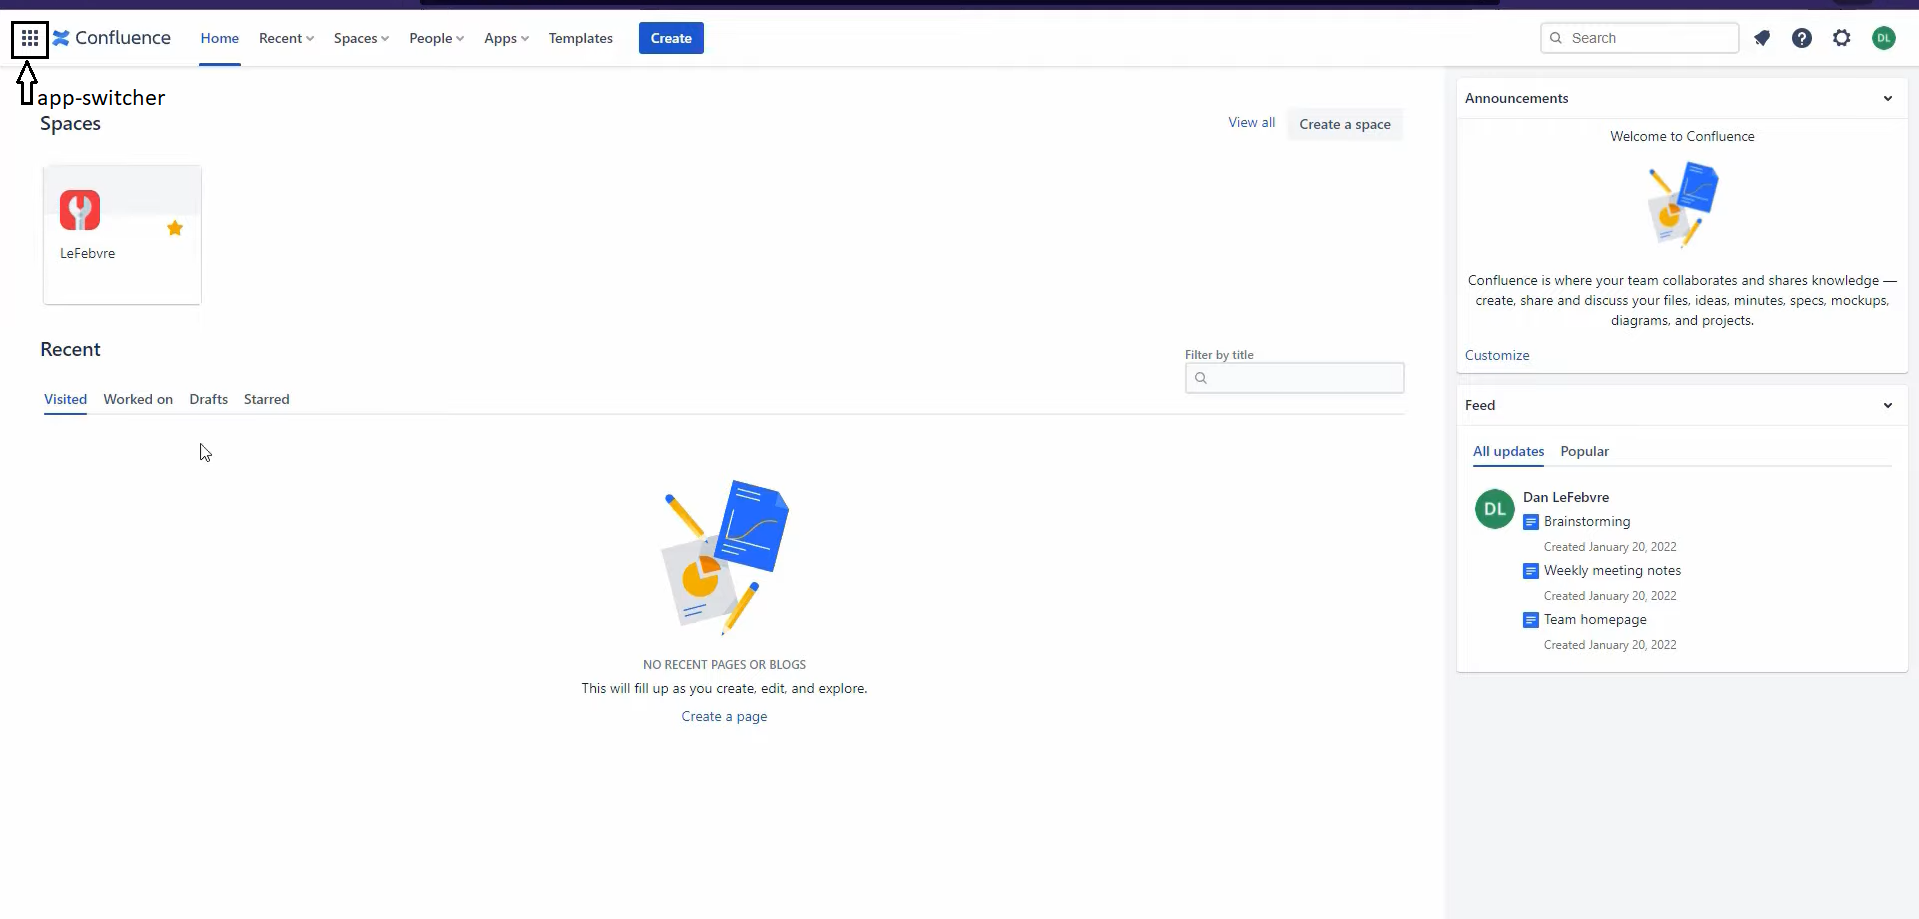 Confluence
Home Recent Spaces People Apps Templates Create
Search
DL
app-switcher
Spaces
View all Create a space
LeFebvre
Recent
Filter by title
Visited Worked on Drafts Starred
NO RECENT PAGES OR BLOGS
This will fill up as you create, edit, and explore.
Create a page
Announcements
Welcome to Confluence
Confluence is where your team collaborates and shares knowledge —
create, share and discuss your files, ideas, minutes, specs, mockups,
diagrams, and projects.
Customize
Feed
All updates Popular
DL
Dan LeFebvre
Brainstorming
Created January 20, 2022
Weekly meeting notes
Created January 20, 2022
Team homepage
Created January 20, 2022